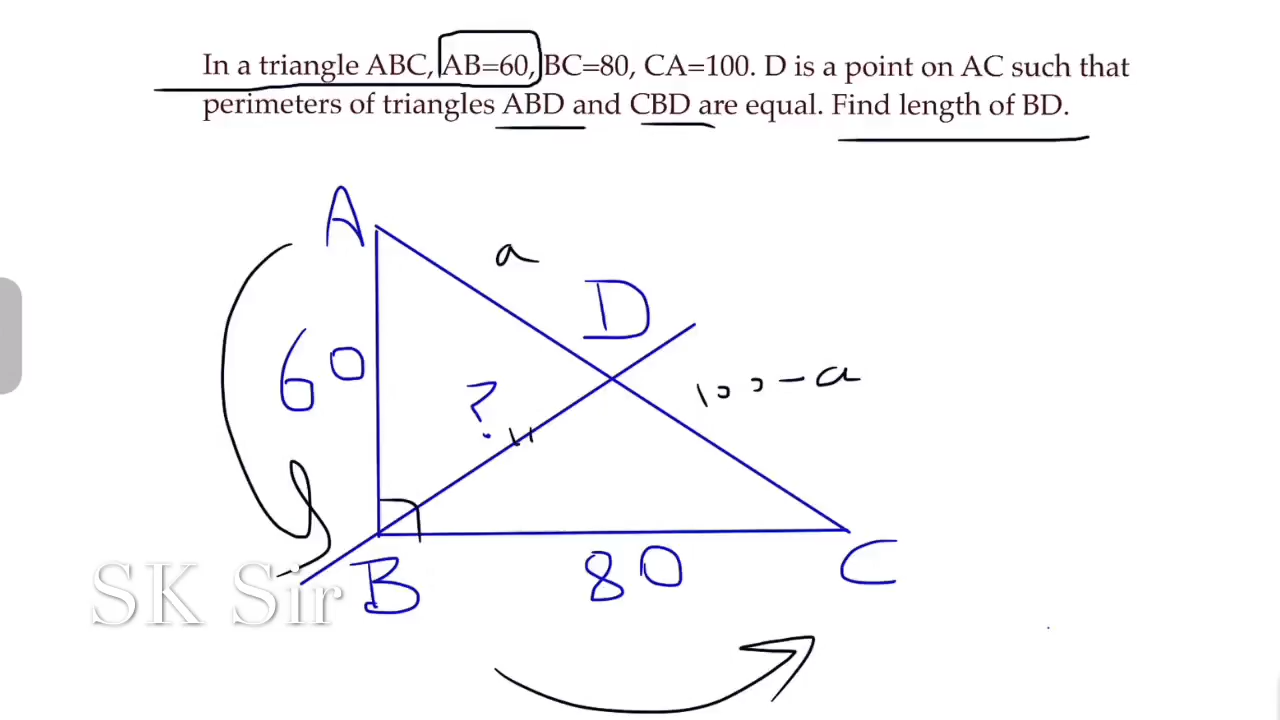 In a triangle ABC, AB=60, BC=80, CA=100. D is a point on AC such that
perimeters of triangles ABD and CBD are equal. Find length of BD.
A
a
D
60
?
100-a
B
80
C
SK Sir